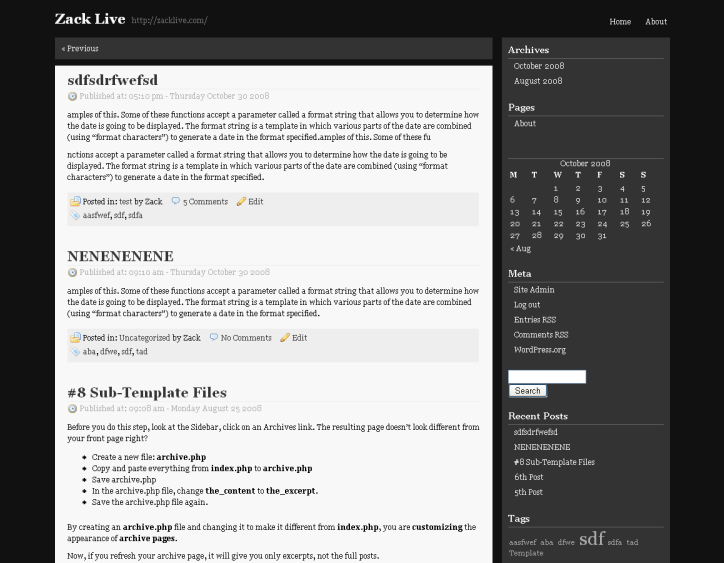 Zack Live http://zacklive.com/
Home About
« Previous
sdfsdrfwefsd
Published at: 05:10 pm - Thursday October 30 2008
amples of this. Some of these functions accept a parameter called a format string that allows you to determine how
the date is going to be displayed. The format string is a template in which various parts of the date are combined
(using “format characters”) to generate a date in the format specified.amples of this. Some of these fu
nctions accept a parameter called a format string that allows you to determine how the date is going to be
displayed. The format string is a template in which various parts of the date are combined (using “format
characters”) to generate a date in the format specified.
Posted in: test by Zack 5 Comments Edit
aasfwef, sdf, sdfa
NENENENENE
Published at: 09:10 am - Thursday October 30 2008
amples of this. Some of these functions accept a parameter called a format string that allows you to determine how
the date is going to be displayed. The format string is a template in which various parts of the date are combined
(using “format characters”) to generate a date in the format specified.
Posted in: Uncategorized by Zack No Comments Edit
aba, dfwe, sdf, tad
#8 Sub-Template Files
Published at: 09:08 am - Monday August 25 2008
Before you do this step, look at the Sidebar, click on an Archives link. The resulting page doesn’t look different from
your front page right?
Create a new file: archive.php
Copy and paste everything from index.php to archive.php
Save archive.php
In the archive.php file, change the_content to the_excerpt.
Save the archive.php file again.
By creating an archive.php file and changing it to make it different from index.php, you are customizing the
appearance of archive pages.
Now, if you refresh your archive page, it will give you only excerpts, not the full posts.
Archives
October 2008
August 2008
Pages
About
October 2008
M T W T F S S
1 2 3 4 5
6 7 8 9 10 11 12
13 14 15 16 17 18 19
20 21 22 23 24 25 26
27 28 29 30 31
« Aug
Meta
Site Admin
Log out
Entries RSS
Comments RSS
WordPress.org
Search
Recent Posts
sdfsdrfwefsd
NENENENENE
#8 Sub-Template Files
6th Post
5th Post
Tags
aasfwef aba dfwe sdf sdfa tad
Template